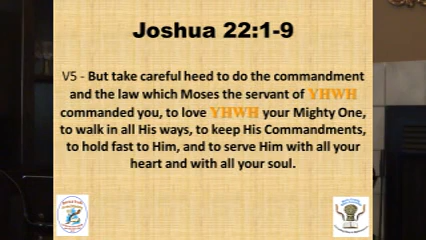 Joshua 22:1-9
V5 - But take careful heed to do the commandment
and the law which Moses the servant of YHWH
commanded you, to love YHWH your Mighty One,
to walk in all His ways, to keep His Commandments,
to hold fast to Him, and to serve Him with all your
heart and with all your soul.